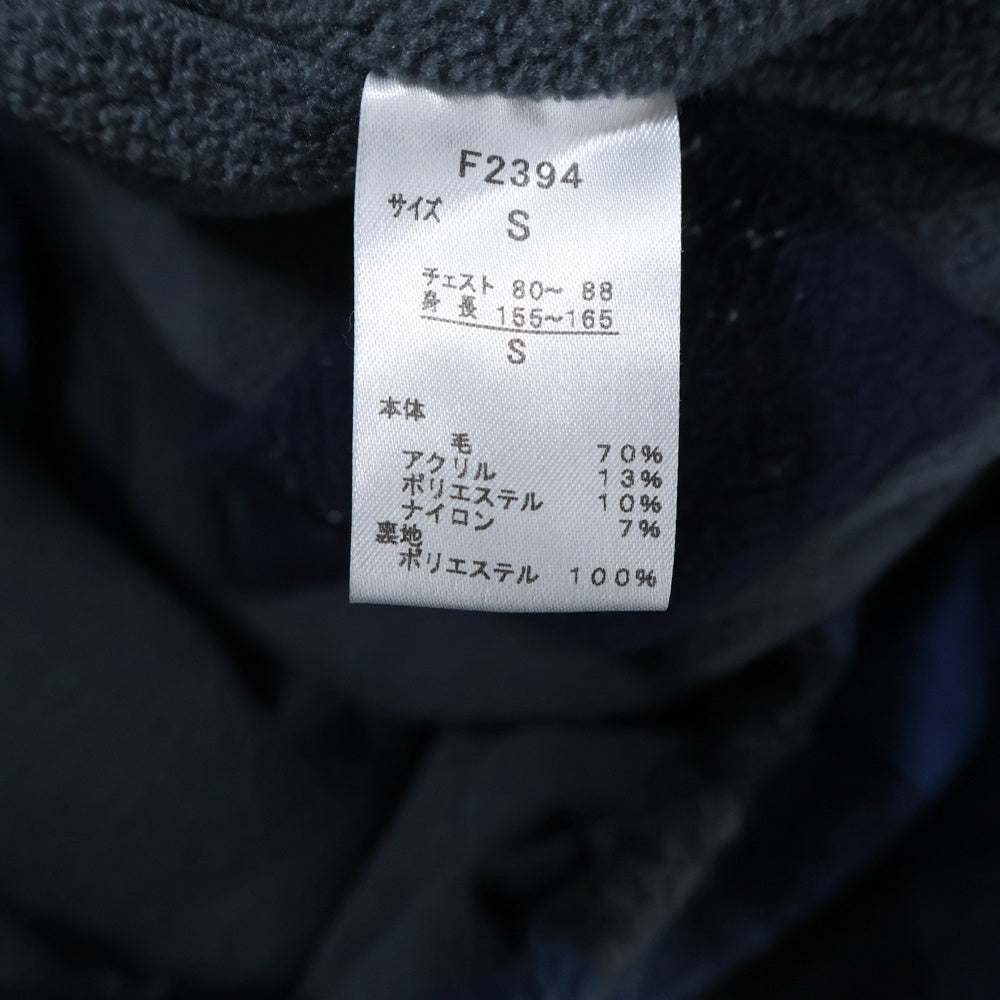 F2394
サイズ
S
チェスト 80～ 88
身 長 155～165
S
本体
毛 70%
アクリル 13%
ポリエステル 10%
ナイロン 7%
裏地
ポリエステル 100%